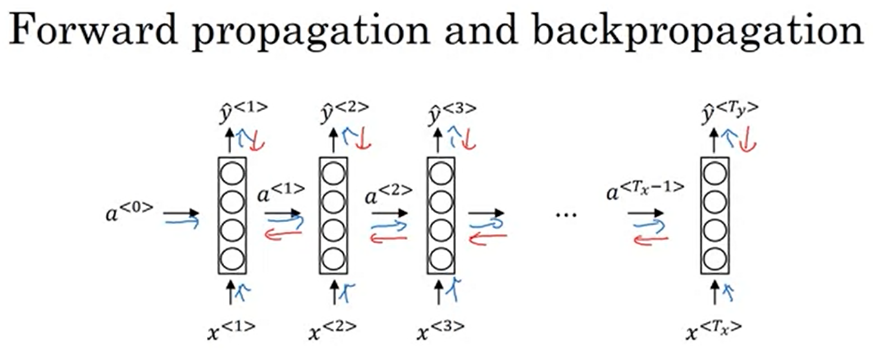 Forward propagation and backpropagation
ŷ<1> ŷ<2> ŷ<3> ŷ<Ty>
a<0> a<1> a<2> ... a<Tx−1>
x<1> x<2> x<3> x<Tx>